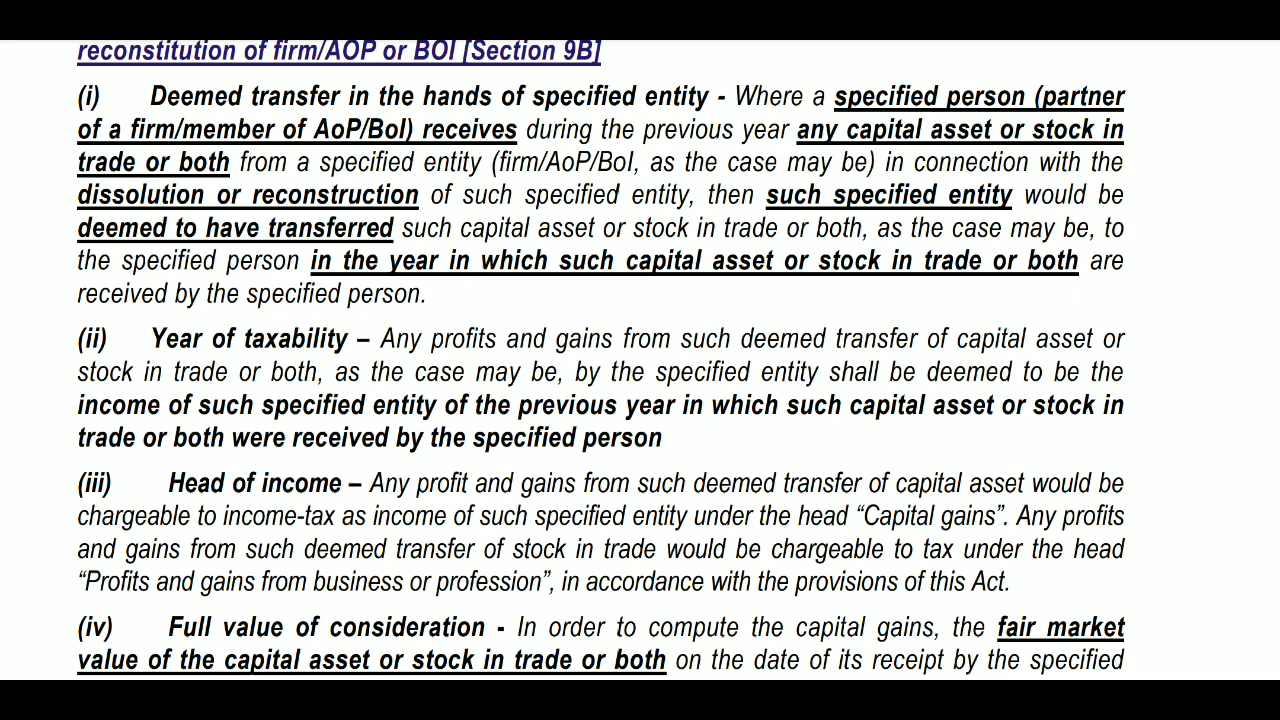 reconstitution of firm/AOP or BOI [Section 9B]
(i) Deemed transfer in the hands of specified entity - Where a specified person (partner
of a firm/member of AoP/BoI) receives during the previous year any capital asset or stock in
trade or both from a specified entity (firm/AoP/BoI, as the case may be) in connection with the
dissolution or reconstruction of such specified entity, then such specified entity would be
deemed to have transferred such capital asset or stock in trade or both, as the case may be, to
the specified person in the year in which such capital asset or stock in trade or both are
received by the specified person.
(ii) Year of taxability – Any profits and gains from such deemed transfer of capital asset or
stock in trade or both, as the case may be, by the specified entity shall be deemed to be the
income of such specified entity of the previous year in which such capital asset or stock in
trade or both were received by the specified person
(iii) Head of income – Any profit and gains from such deemed transfer of capital asset would be
chargeable to income-tax as income of such specified entity under the head “Capital gains”. Any profits
and gains from such deemed transfer of stock in trade would be chargeable to tax under the head
“Profits and gains from business or profession”, in accordance with the provisions of this Act.
(iv) Full value of consideration - In order to compute the capital gains, the fair market
value of the capital asset or stock in trade or both on the date of its receipt by the specified